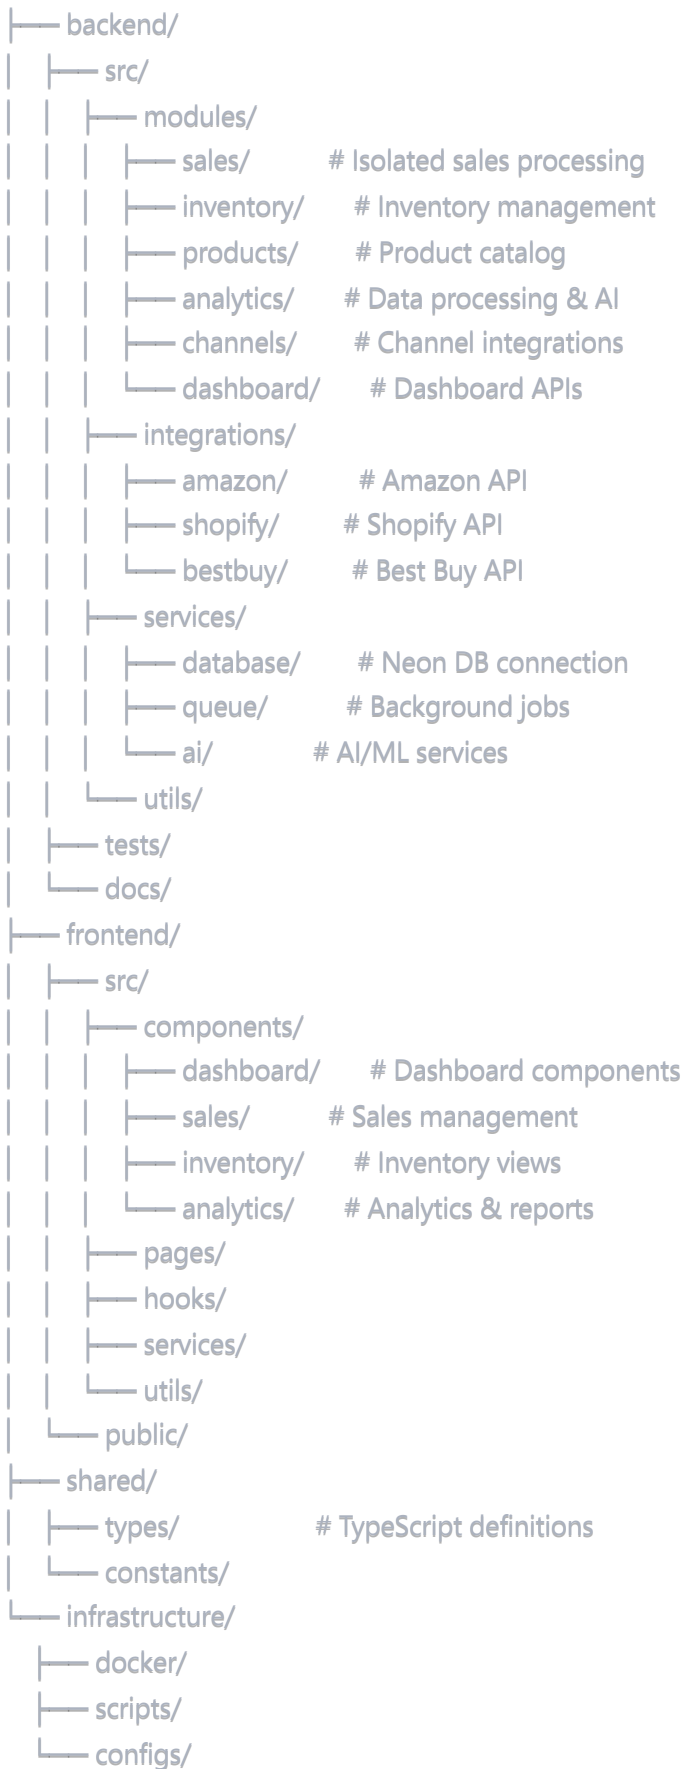 ├── backend/
│   ├── src/
│   │   ├── modules/
│   │   │   ├── sales/           # Isolated sales processing
│   │   │   ├── inventory/       # Inventory management
│   │   │   ├── products/        # Product catalog
│   │   │   ├── analytics/       # Data processing & AI
│   │   │   ├── channels/        # Channel integrations
│   │   │   └── dashboard/       # Dashboard APIs
│   │   ├── integrations/
│   │   │   ├── amazon/          # Amazon API
│   │   │   ├── shopify/         # Shopify API
│   │   │   └── bestbuy/         # Best Buy API
│   │   ├── services/
│   │   │   ├── database/        # Neon DB connection
│   │   │   ├── queue/           # Background jobs
│   │   │   └── ai/              # AI/ML services
│   │   └── utils/
│   ├── tests/
│   └── docs/
├── frontend/
│   ├── src/
│   │   ├── components/
│   │   │   ├── dashboard/       # Dashboard components
│   │   │   ├── sales/           # Sales management
│   │   │   ├── inventory/       # Inventory views
│   │   │   └── analytics/       # Analytics & reports
│   │   ├── pages/
│   │   ├── hooks/
│   │   ├── services/
│   │   └── utils/
│   └── public/
├── shared/
│   ├── types/                   # TypeScript definitions
│   └── constants/
└── infrastructure/
    ├── docker/
    ├── scripts/
    └── configs/